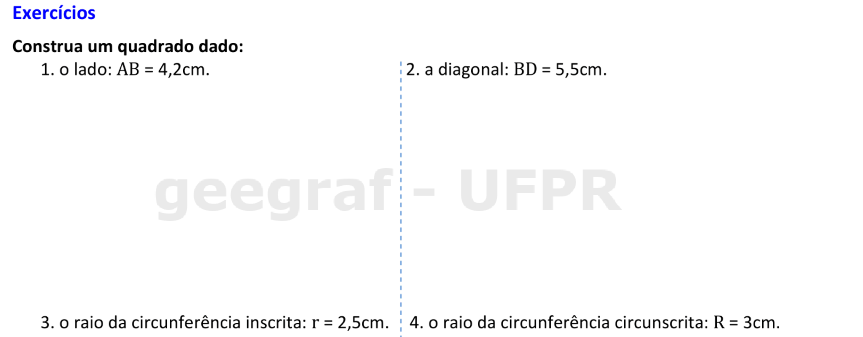 Exercícios
Construa um quadrado dado:
1. o lado: AB = 4,2cm.
2. a diagonal: BD = 5,5cm.
geegraf - UFPR
3. o raio da circunferência inscrita: r = 2,5cm.
4. o raio da circunferência circunscrita: R = 3cm.